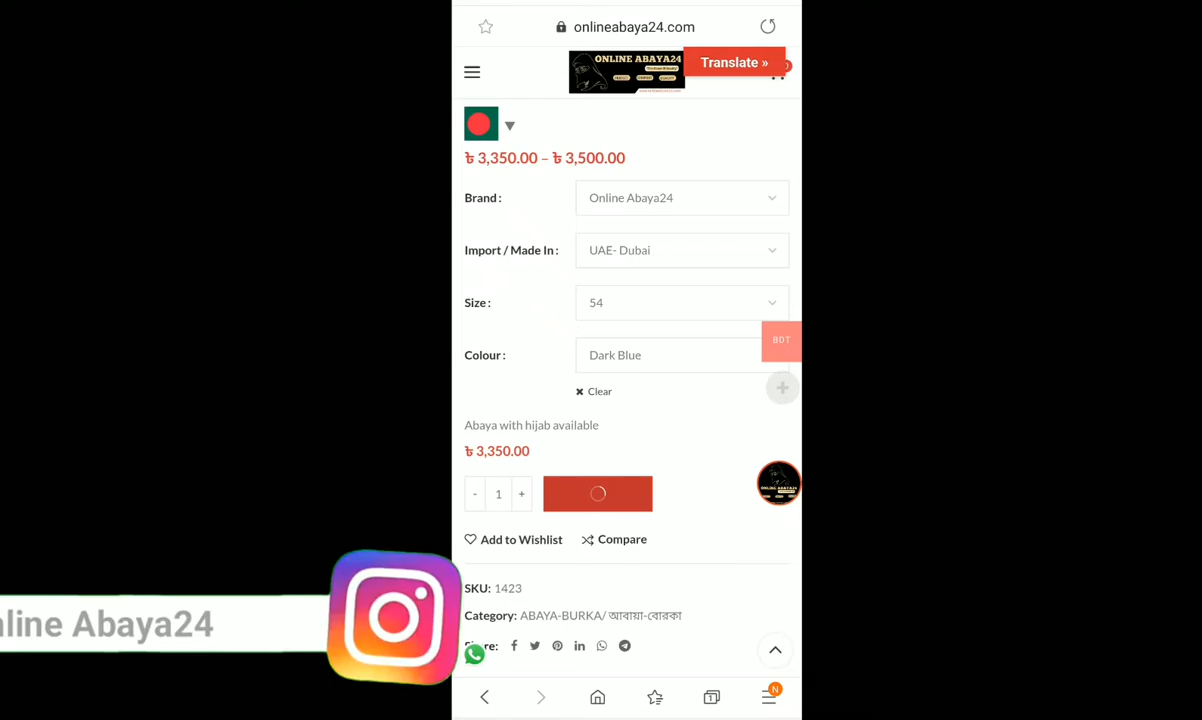 onlineabaya24.com
ONLINE ABAYA24
Translate »
৳ 3,350.00 – ৳ 3,500.00
Brand : Online Abaya24
Import / Made In : UAE- Dubai
Size : 54
BDT
Colour : Dark Blue
✖ Clear
Abaya with hijab available
৳ 3,350.00
- 1 +
Add to Wishlist Compare
SKU: 1423
Category: ABAYA-BURKA/ আবায়া-বোরকা
nline Abaya24
re:
1
N